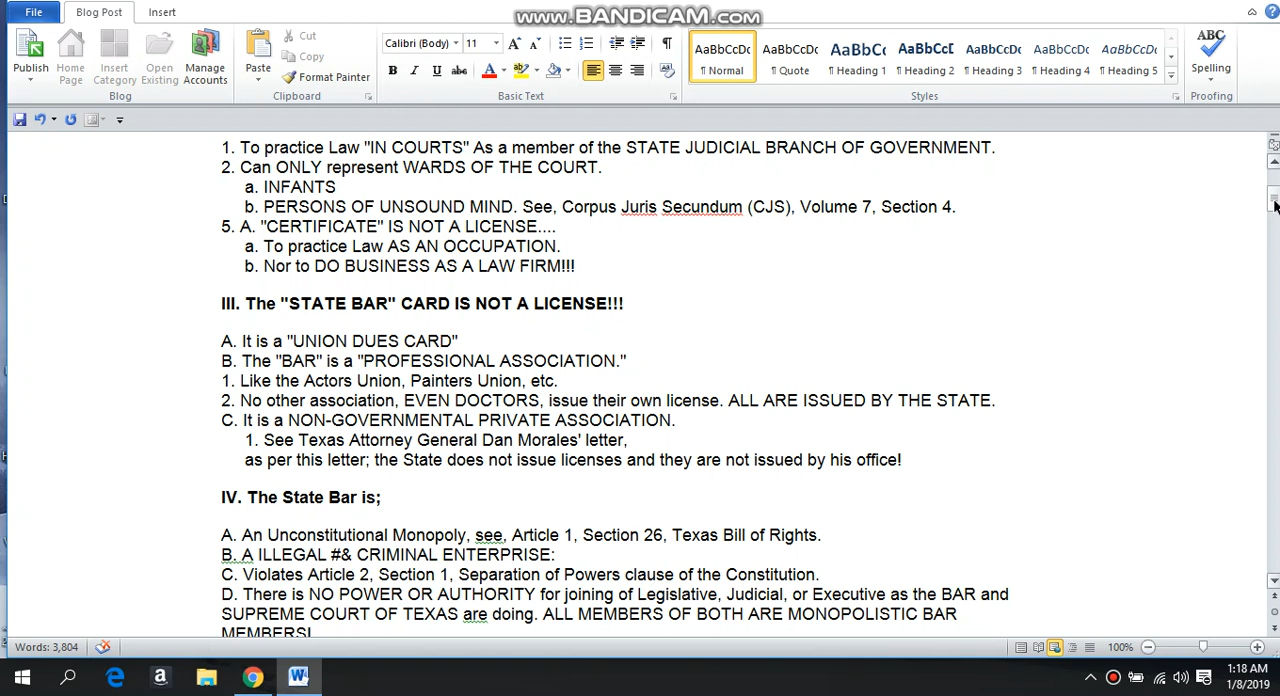 www.BANDICAM.com
File Blog Post Insert
Publish
Home Page
Insert Category
Open Existing
Manage Accounts
Blog
Paste
Cut
Copy
Format Painter
Clipboard
Calibri (Body) 11
B I U abc A ab A
Basic Text
AaBbCcDc AaBbCcDc AaBbCc AaBbCcD AaBbCcDc AaBbCcDc AaBbCcDc
¶ Normal ¶ Quote ¶ Heading 1 ¶ Heading 2 ¶ Heading 3 ¶ Heading 4 ¶ Heading 5
Styles
ABC
Spelling
Proofing
1. To practice Law "IN COURTS" As a member of the STATE JUDICIAL BRANCH OF GOVERNMENT.
2. Can ONLY represent WARDS OF THE COURT.
a. INFANTS
b. PERSONS OF UNSOUND MIND. See, Corpus Juris Secundum (CJS), Volume 7, Section 4.
5. A. "CERTIFICATE" IS NOT A LICENSE....
a. To practice Law AS AN OCCUPATION.
b. Nor to DO BUSINESS AS A LAW FIRM!!!
III. The "STATE BAR" CARD IS NOT A LICENSE!!!
A. It is a "UNION DUES CARD"
B. The "BAR" is a "PROFESSIONAL ASSOCIATION."
1. Like the Actors Union, Painters Union, etc.
2. No other association, EVEN DOCTORS, issue their own license. ALL ARE ISSUED BY THE STATE.
C. It is a NON-GOVERNMENTAL PRIVATE ASSOCIATION.
1. See Texas Attorney General Dan Morales' letter,
as per this letter; the State does not issue licenses and they are not issued by his office!
IV. The State Bar is;
A. An Unconstitutional Monopoly, see, Article 1, Section 26, Texas Bill of Rights.
B. A ILLEGAL #& CRIMINAL ENTERPRISE:
C. Violates Article 2, Section 1, Separation of Powers clause of the Constitution.
D. There is NO POWER OR AUTHORITY for joining of Legislative, Judicial, or Executive as the BAR and
SUPREME COURT OF TEXAS are doing. ALL MEMBERS OF BOTH ARE MONOPOLISTIC BAR
MEMBERS!
Words: 3,804
100%
1:18 AM
1/8/2019